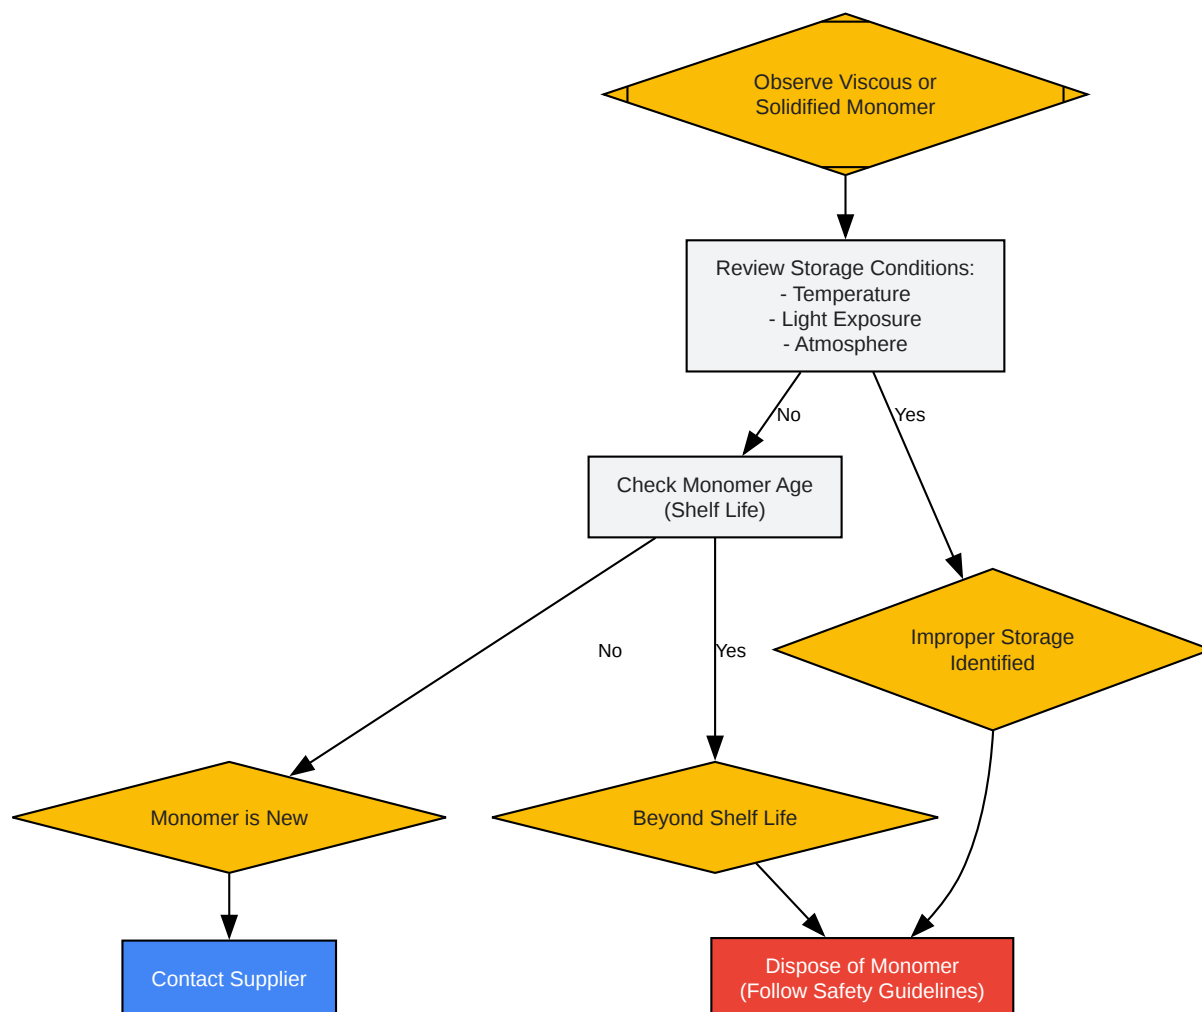 Observe Viscous or
Solidified Monomer
Review Storage Conditions:
- Temperature
- Light Exposure
- Atmosphere
No
Yes
Check Monomer Age
(Shelf Life)
No
Yes
Improper Storage
Identified
Monomer is New
Beyond Shelf Life
Contact Supplier
Dispose of Monomer
(Follow Safety Guidelines)